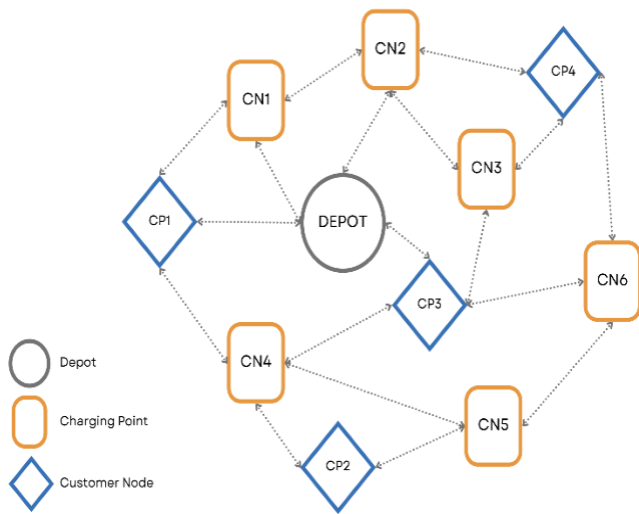 CN2
CP4
CN1
CN3
CP1
DEPOT
CN6
CP3
CN4
Depot
Charging Point
CN5
CP2
Customer Node